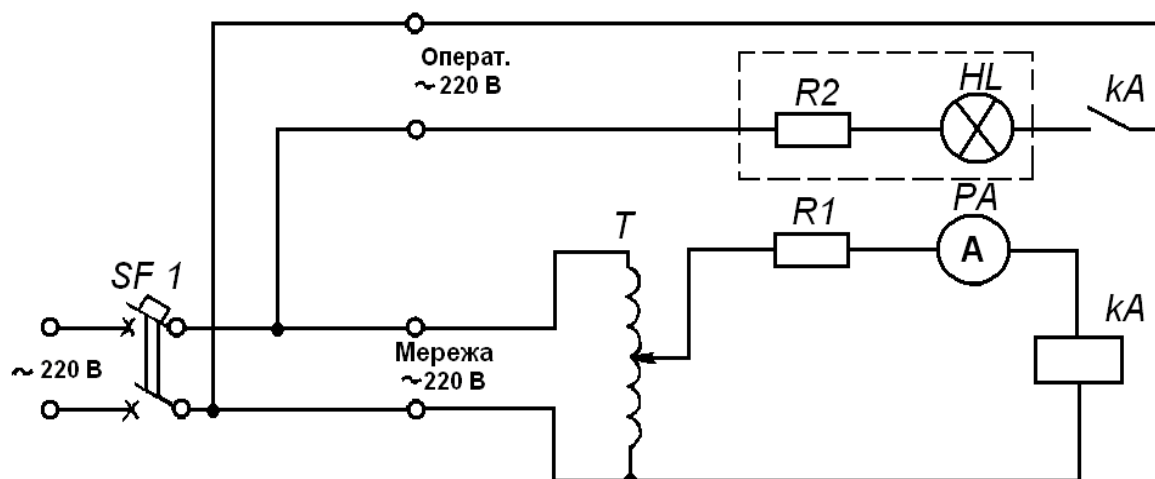 Операт.
~ 220 В
R2
HL
kA
T
R1
PA
A
SF 1
kA
~ 220 В
Мережа
~220 В